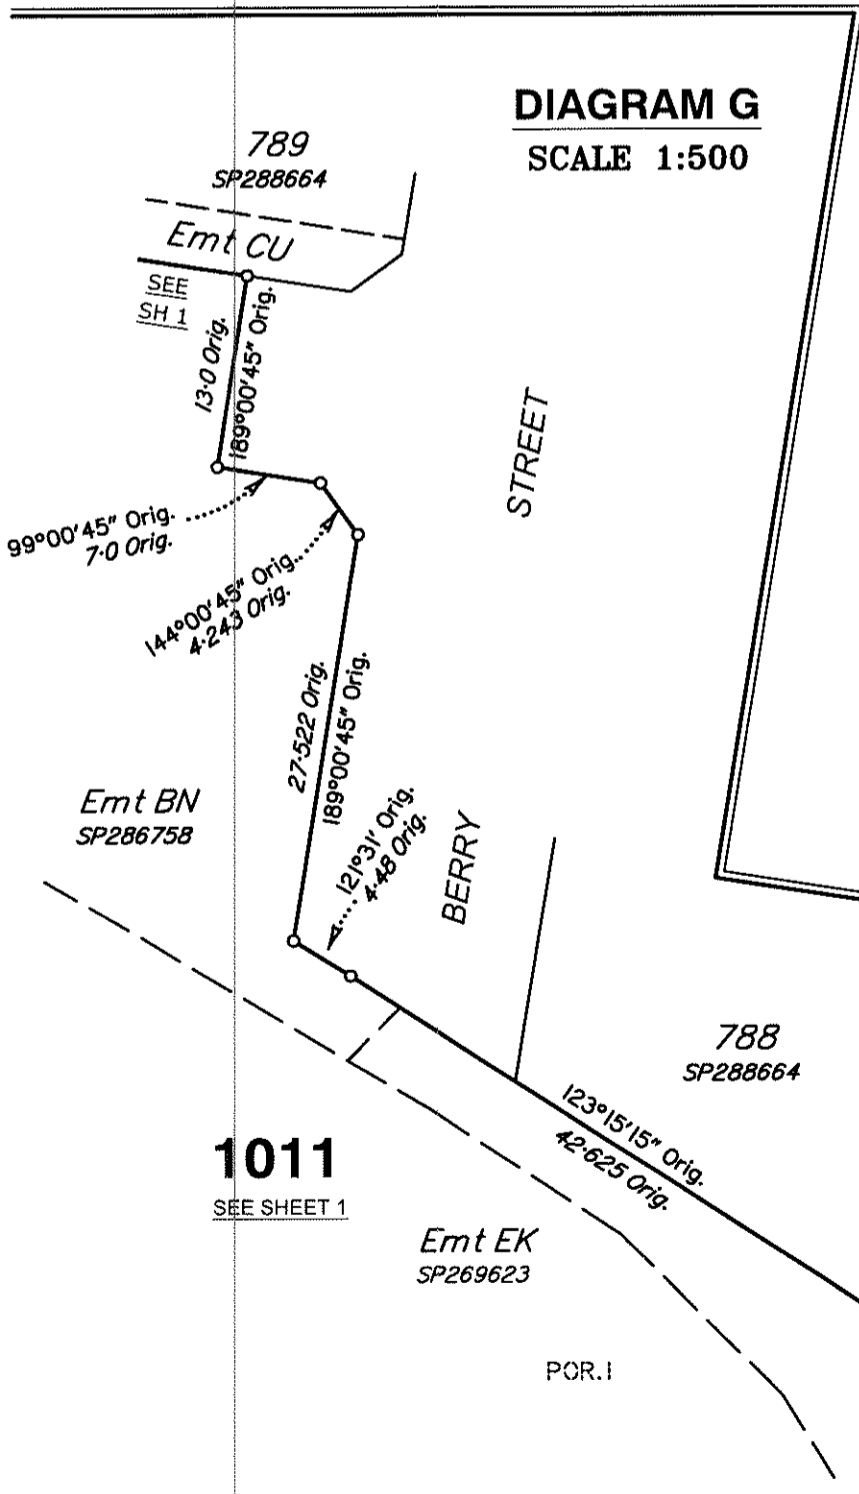 DIAGRAM G
SCALE 1:500
789
SP288664
Emt CU
SEE
SH 1
13·0 Orig.
189°00'45" Orig.
STREET
99°00'45" Orig.
7·0 Orig.
144°00'45" Orig.
4·243 Orig.
27·522 Orig.
189°00'45" Orig.
Emt BN
SP286758
121°31' Orig.
4·48 Orig.
BERRY
788
SP288664
123°15'15" Orig.
42·625 Orig.
1011
SEE SHEET 1
Emt EK
SP269623
POR.1